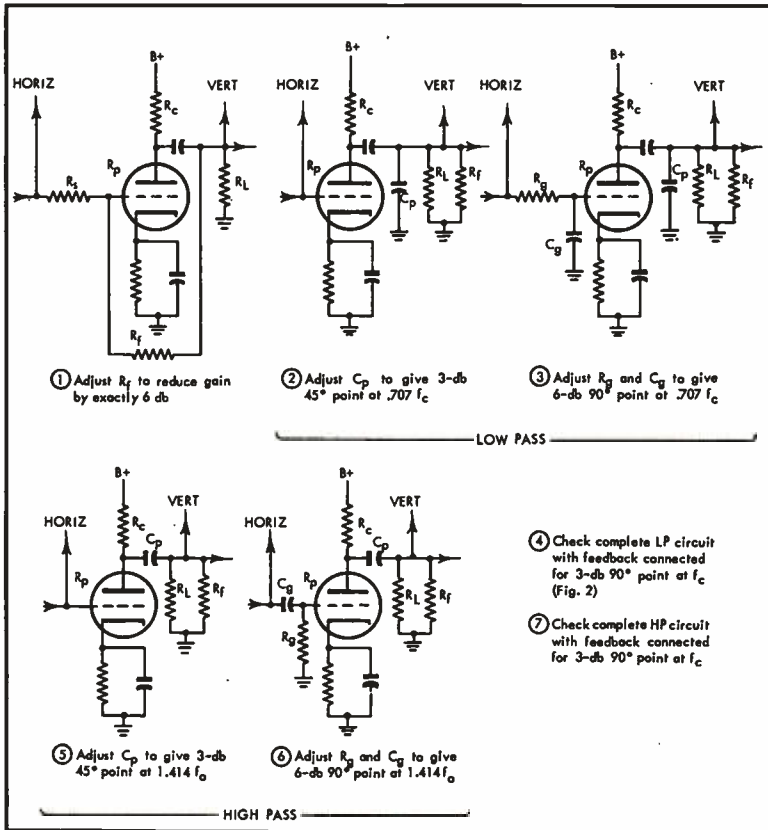 B+
HORIZ
VERT
Rc
Rp
Rs
RL
Rf
① Adjust Rf to reduce gain
by exactly 6 db
B+
HORIZ
VERT
Rc
Rp
Cp
RL
Rf
② Adjust Cp to give 3-db
45° point at .707 fc
B+
HORIZ
VERT
Rc
Rp
Rg
Cg
Cp
RL
Rf
③ Adjust Rg and Cg to give
6-db 90° point at .707 fc
LOW PASS
B+
HORIZ
VERT
Rc
Cp
Rp
RL
Rf
⑤ Adjust Cp to give 3-db
45° point at 1.414 fo
B+
HORIZ
VERT
Rc
Cp
Cg
Rp
Rg
RL
Rf
⑥ Adjust Rg and Cg to give
6-db 90° point at 1.414 fo
HIGH PASS
④ Check complete LP circuit
with feedback connected
for 3-db 90° point at fc
(Fig. 2)
⑦ Check complete HP circuit
with feedback connected
for 3-db 90° point at fc